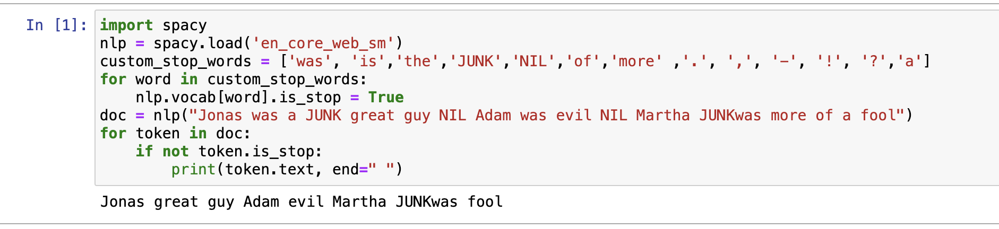 In [1]:
import spacy
nlp = spacy.load('en_core_web_sm')
custom_stop_words = ['was', 'is','the','JUNK','NIL','of','more' ,'.', ',', '-', '!', '?','a']
for word in custom_stop_words:
    nlp.vocab[word].is_stop = True
doc = nlp("Jonas was a JUNK great guy NIL Adam was evil NIL Martha JUNKwas more of a fool")
for token in doc:
    if not token.is_stop:
        print(token.text, end=" ")
Jonas great guy Adam evil Martha JUNKwas fool